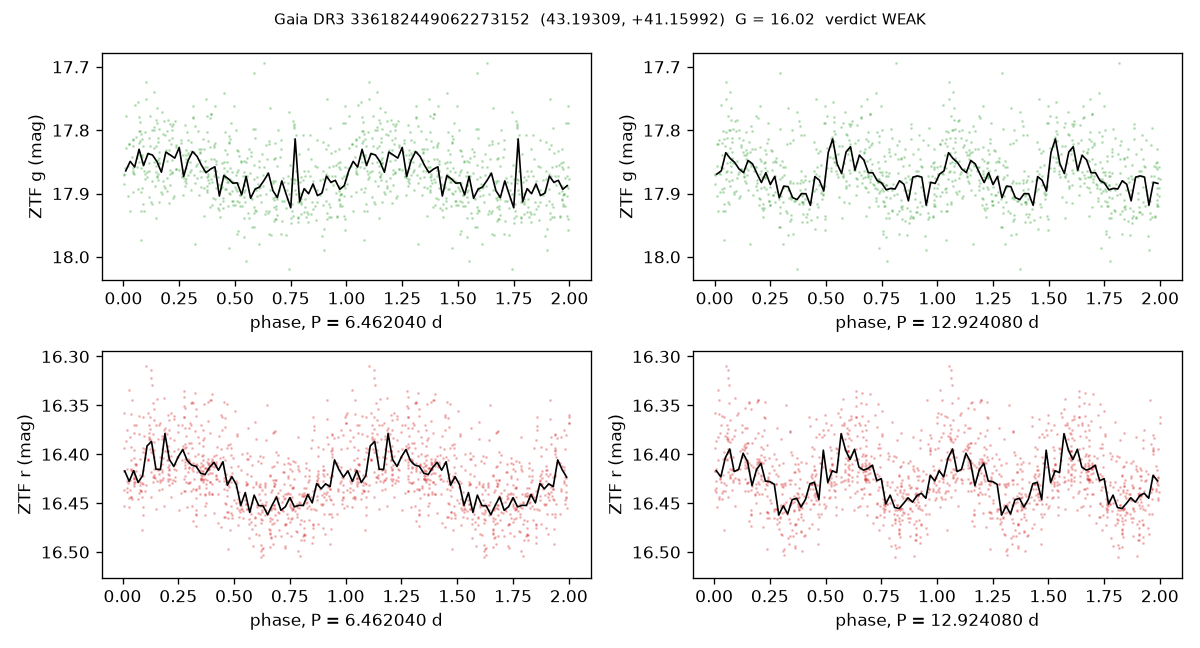 Gaia DR3 336182449062273152  (43.19309, +41.15992)  G = 16.02  verdict WEAK
ZTF g (mag)
17.7
17.8
17.9
18.0
0.00 0.25 0.50 0.75 1.00 1.25 1.50 1.75 2.00
phase, P = 6.462040 d
ZTF g (mag)
17.7
17.8
17.9
18.0
0.00 0.25 0.50 0.75 1.00 1.25 1.50 1.75 2.00
phase, P = 12.924080 d
ZTF r (mag)
16.30
16.35
16.40
16.45
16.50
0.00 0.25 0.50 0.75 1.00 1.25 1.50 1.75 2.00
phase, P = 6.462040 d
ZTF r (mag)
16.30
16.35
16.40
16.45
16.50
0.00 0.25 0.50 0.75 1.00 1.25 1.50 1.75 2.00
phase, P = 12.924080 d